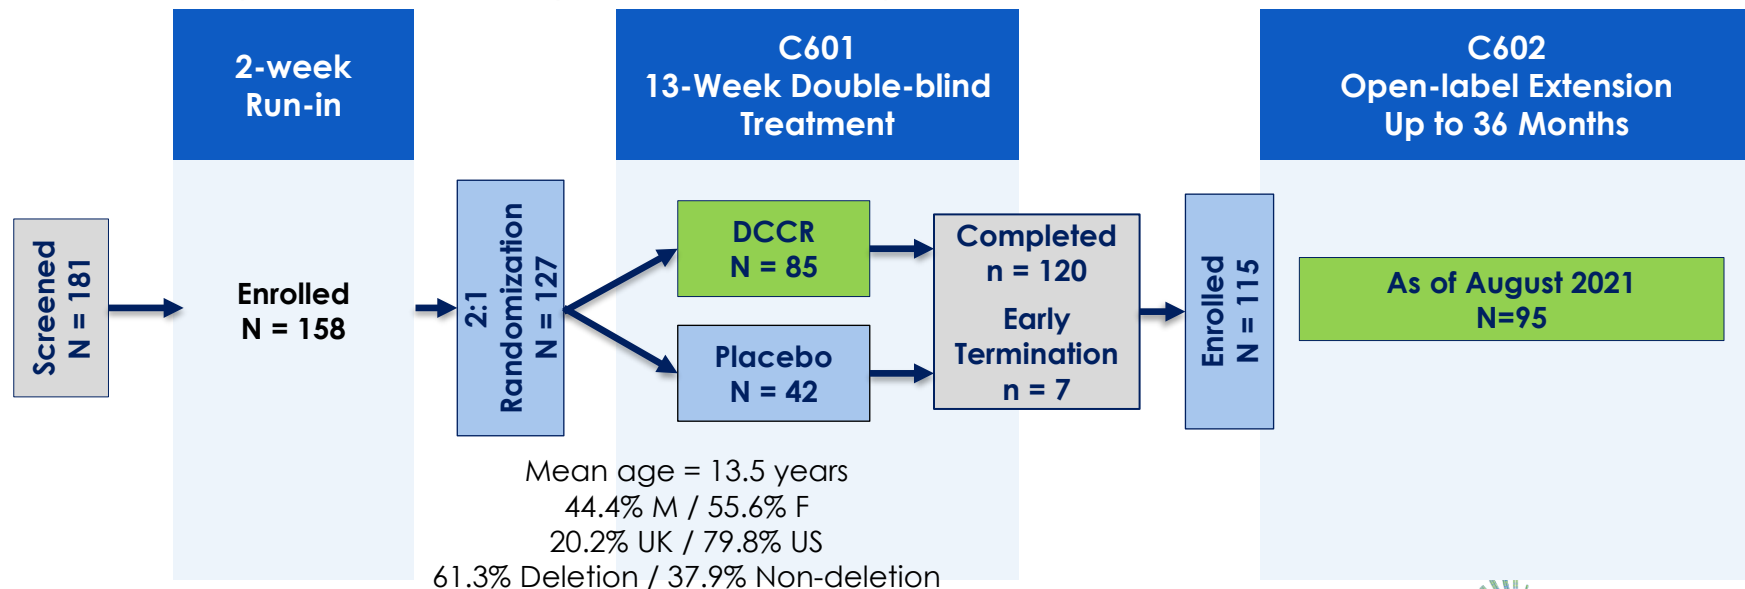 2-week
Run-in
C601
13-Week Double-blind
Treatment
C602
Open-label Extension
Up to 36 Months
Screened
N = 181
Enrolled
N = 158
2:1
Randomization
N = 127
DCCR
N = 85
Placebo
N = 42
Completed
n = 120
Early
Termination
n = 7
Enrolled
N = 115
As of August 2021
N=95
Mean age = 13.5 years
44.4% M / 55.6% F
20.2% UK / 79.8% US
61.3% Deletion / 37.9% Non-deletion